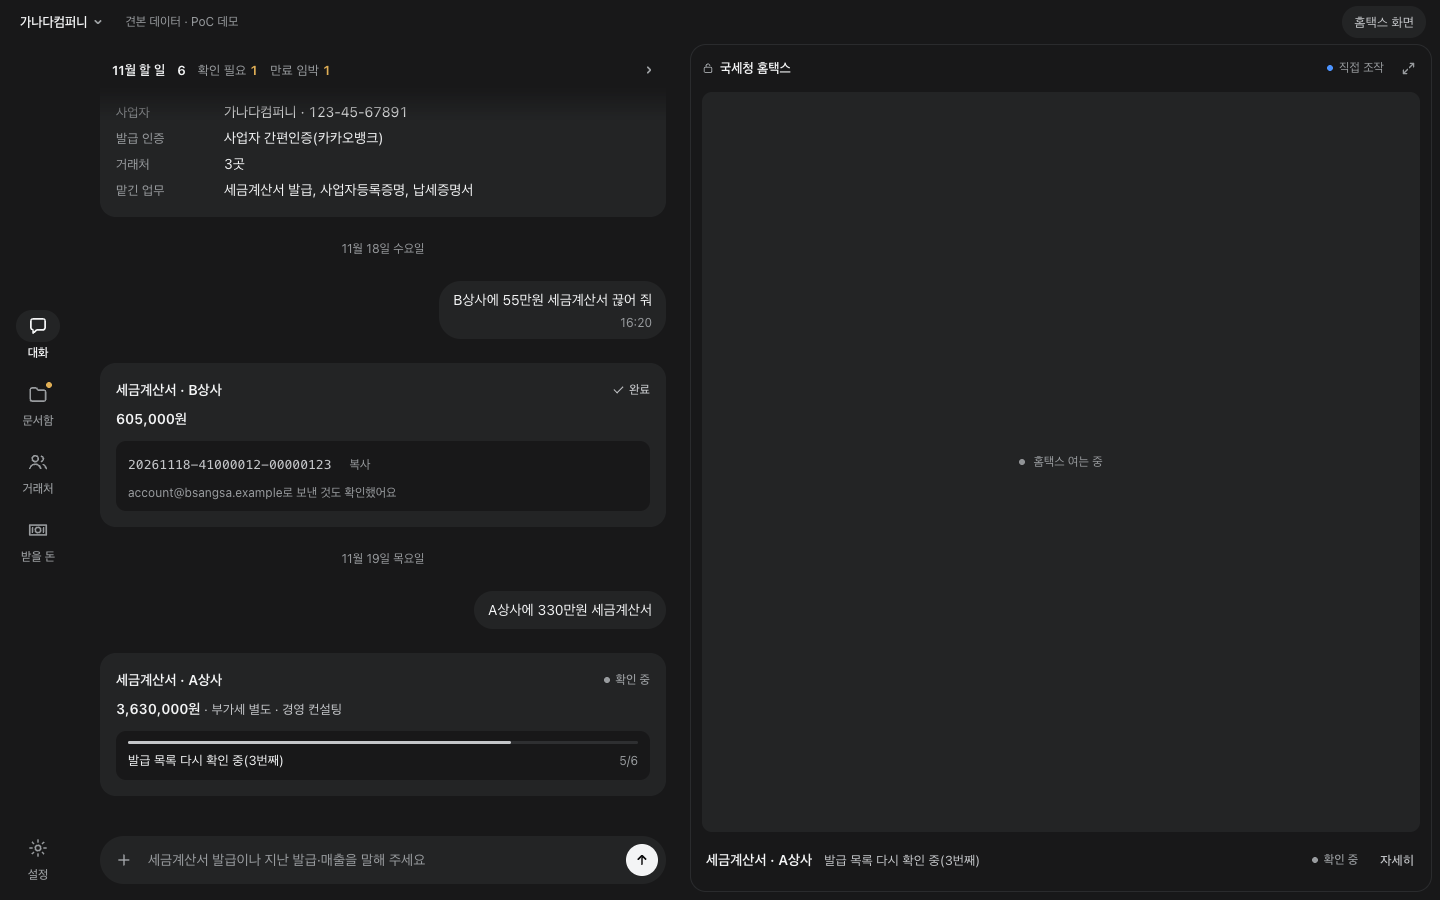 가나다컴퍼니
견본 데이터 · PoC 데모
홈택스 화면
11월 할 일 6 확인 필요 1 만료 임박 1
사업자 가나다컴퍼니 · 123-45-67891
발급 인증 사업자 간편인증(카카오뱅크)
거래처 3곳
맡긴 업무 세금계산서 발급, 사업자등록증명, 납세증명서
11월 18일 수요일
B상사에 55만원 세금계산서 끊어 줘
16:20
세금계산서 · B상사 완료
605,000원
20261118-41000012-00000123 복사
account@bsangsa.example로 보낸 것도 확인했어요
11월 19일 목요일
A상사에 330만원 세금계산서
세금계산서 · A상사 확인 중
3,630,000원 · 부가세 별도 · 경영 컨설팅
발급 목록 다시 확인 중(3번째) 5/6
세금계산서 발급이나 지난 발급·매출을 말해 주세요
대화
문서함
거래처
받을 돈
설정
국세청 홈택스 직접 조작
홈택스 여는 중
세금계산서 · A상사 발급 목록 다시 확인 중(3번째) 확인 중 자세히